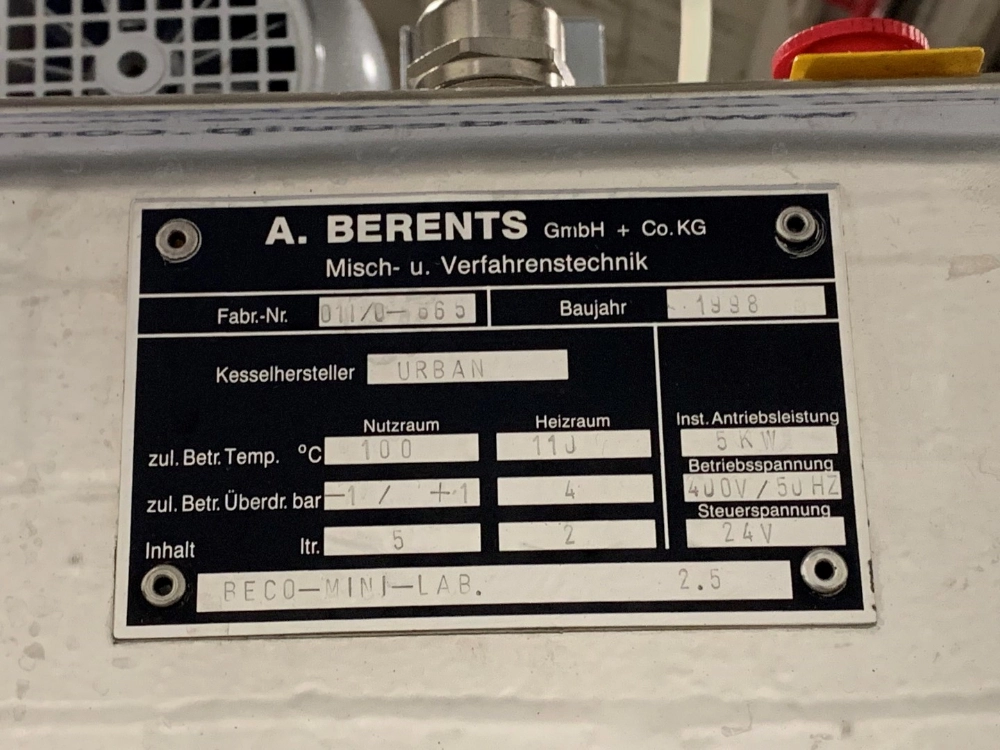 A. BERENTS GmbH + Co.KG
Misch- u. Verfahrenstechnik
Fabr.-Nr. Baujahr 1998
Kesselhersteller URBAN
Nutzraum Heizraum Inst. Antriebsleistung
zul. Betr. Temp. °C 100 110 5 KW
Betriebsspannung
zul. Betr. Überdr. bar -1 / +1 4 400V / 50 HZ
Steuerspannung
Inhalt ltr. 5 2 24V
BECO-MINI-LAB. 2.5